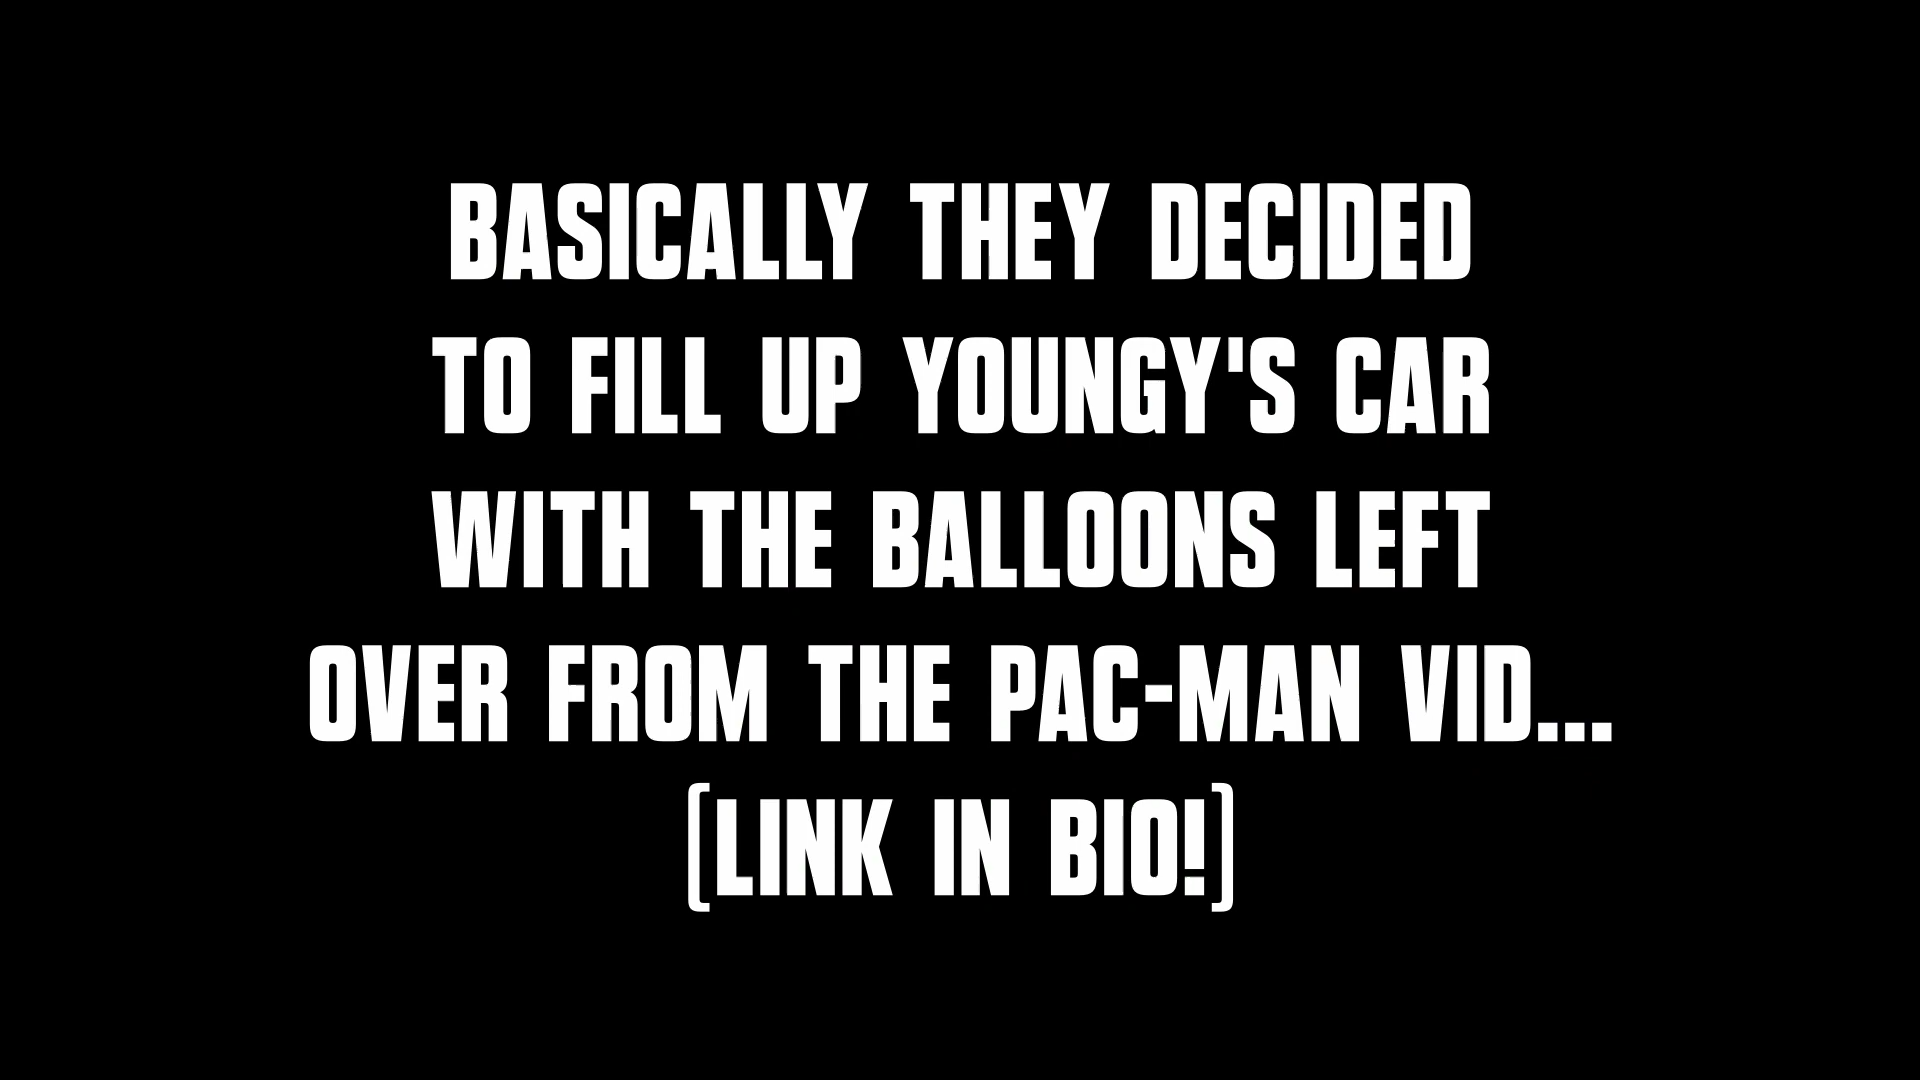 BASICALLY THEY DECIDED
TO FILL UP YOUNGY'S CAR
WITH THE BALLOONS LEFT
OVER FROM THE PAC-MAN VID...
[LINK IN BIO!]